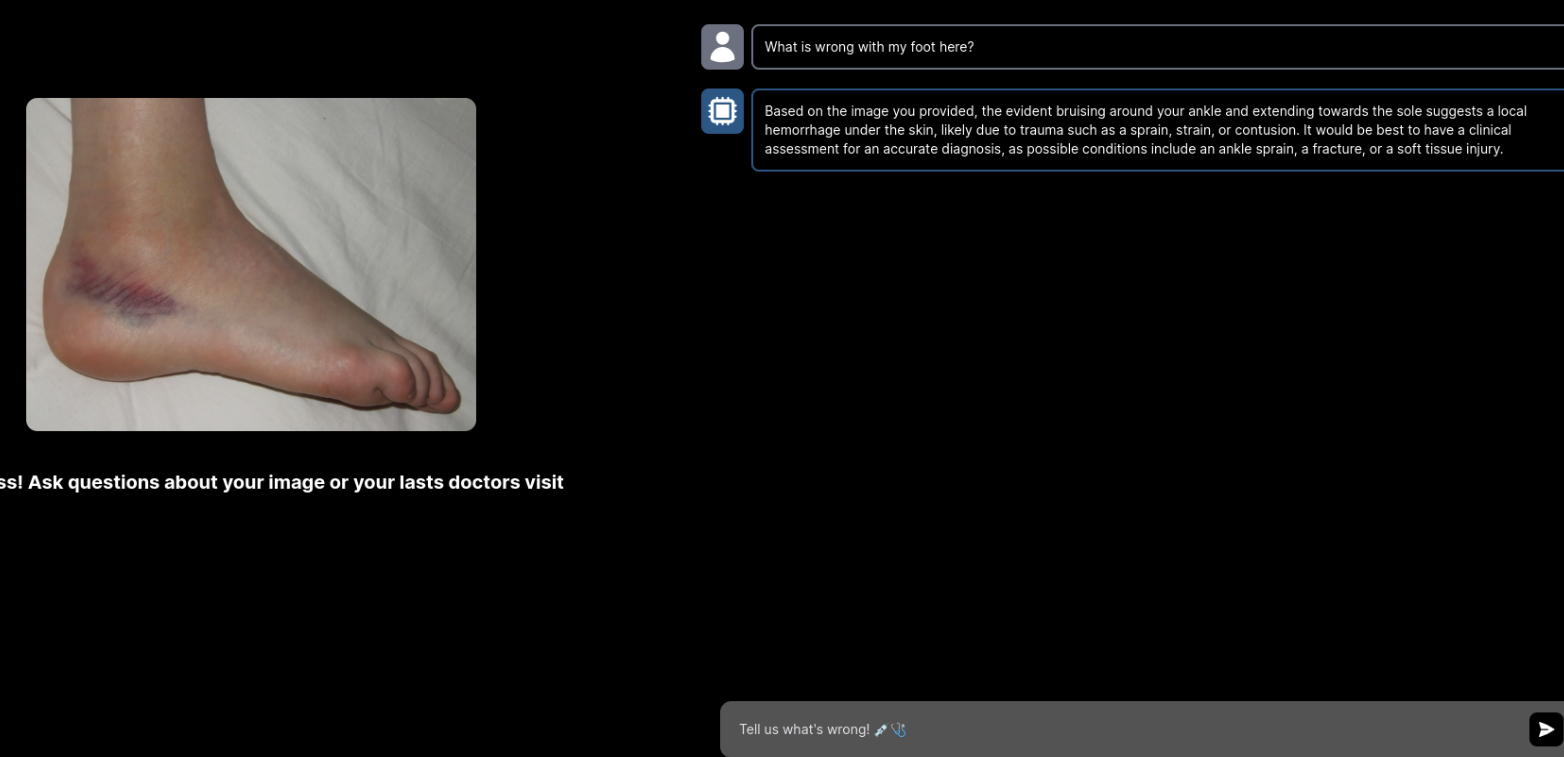 What is wrong with my foot here?
Based on the image you provided, the evident bruising around your ankle and extending towards the sole suggests a local
hemorrhage under the skin, likely due to trauma such as a sprain, strain, or contusion. It would be best to have a clinical
assessment for an accurate diagnosis, as possible conditions include an ankle sprain, a fracture, or a soft tissue injury.
ss! Ask questions about your image or your lasts doctors visit
Tell us what's wrong! 💉🩺